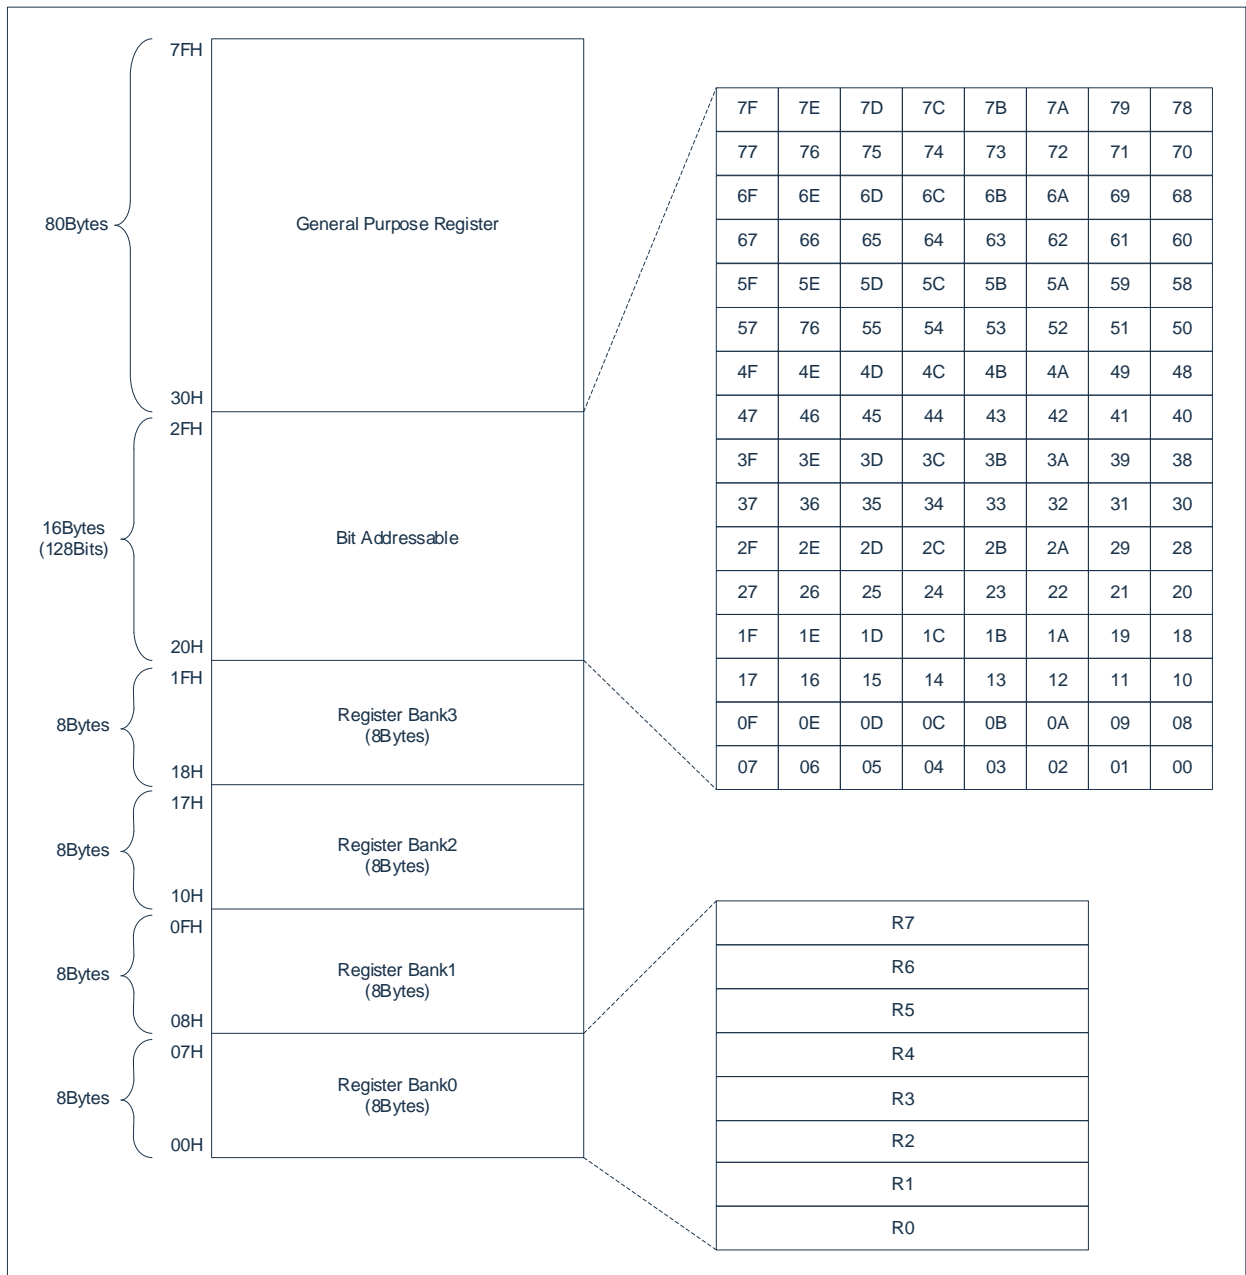 7FH
80Bytes
General Purpose Register
30H
2FH
16Bytes
(128Bits)
Bit Addressable
20H
1FH
8Bytes
Register Bank3
(8Bytes)
18H
17H
8Bytes
Register Bank2
(8Bytes)
10H
0FH
8Bytes
Register Bank1
(8Bytes)
08H
07H
8Bytes
Register Bank0
(8Bytes)
00H
7F 7E 7D 7C 7B 7A 79 78
77 76 75 74 73 72 71 70
6F 6E 6D 6C 6B 6A 69 68
67 66 65 64 63 62 61 60
5F 5E 5D 5C 5B 5A 59 58
57 76 55 54 53 52 51 50
4F 4E 4D 4C 4B 4A 49 48
47 46 45 44 43 42 41 40
3F 3E 3D 3C 3B 3A 39 38
37 36 35 34 33 32 31 30
2F 2E 2D 2C 2B 2A 29 28
27 26 25 24 23 22 21 20
1F 1E 1D 1C 1B 1A 19 18
17 16 15 14 13 12 11 10
0F 0E 0D 0C 0B 0A 09 08
07 06 05 04 03 02 01 00
R7
R6
R5
R4
R3
R2
R1
R0